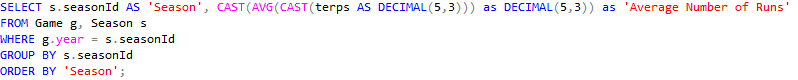 SELECT s.seasonId AS 'Season', CAST(AVG(CAST(terps AS DECIMAL(5,3))) as DECIMAL(5,3)) as 'Average Number of Runs'
FROM Game g, Season s
WHERE g.year = s.seasonId
GROUP BY s.seasonId
ORDER BY 'Season';